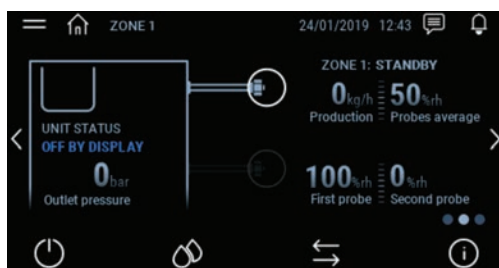 ZONE 1
24/01/2019 12:43
ZONE 1: STANDBY
0kg/h 50%rh
Production Probes average
UNIT STATUS
OFF BY DISPLAY
0bar
Outlet pressure
100%rh 0%rh
First probe Second probe